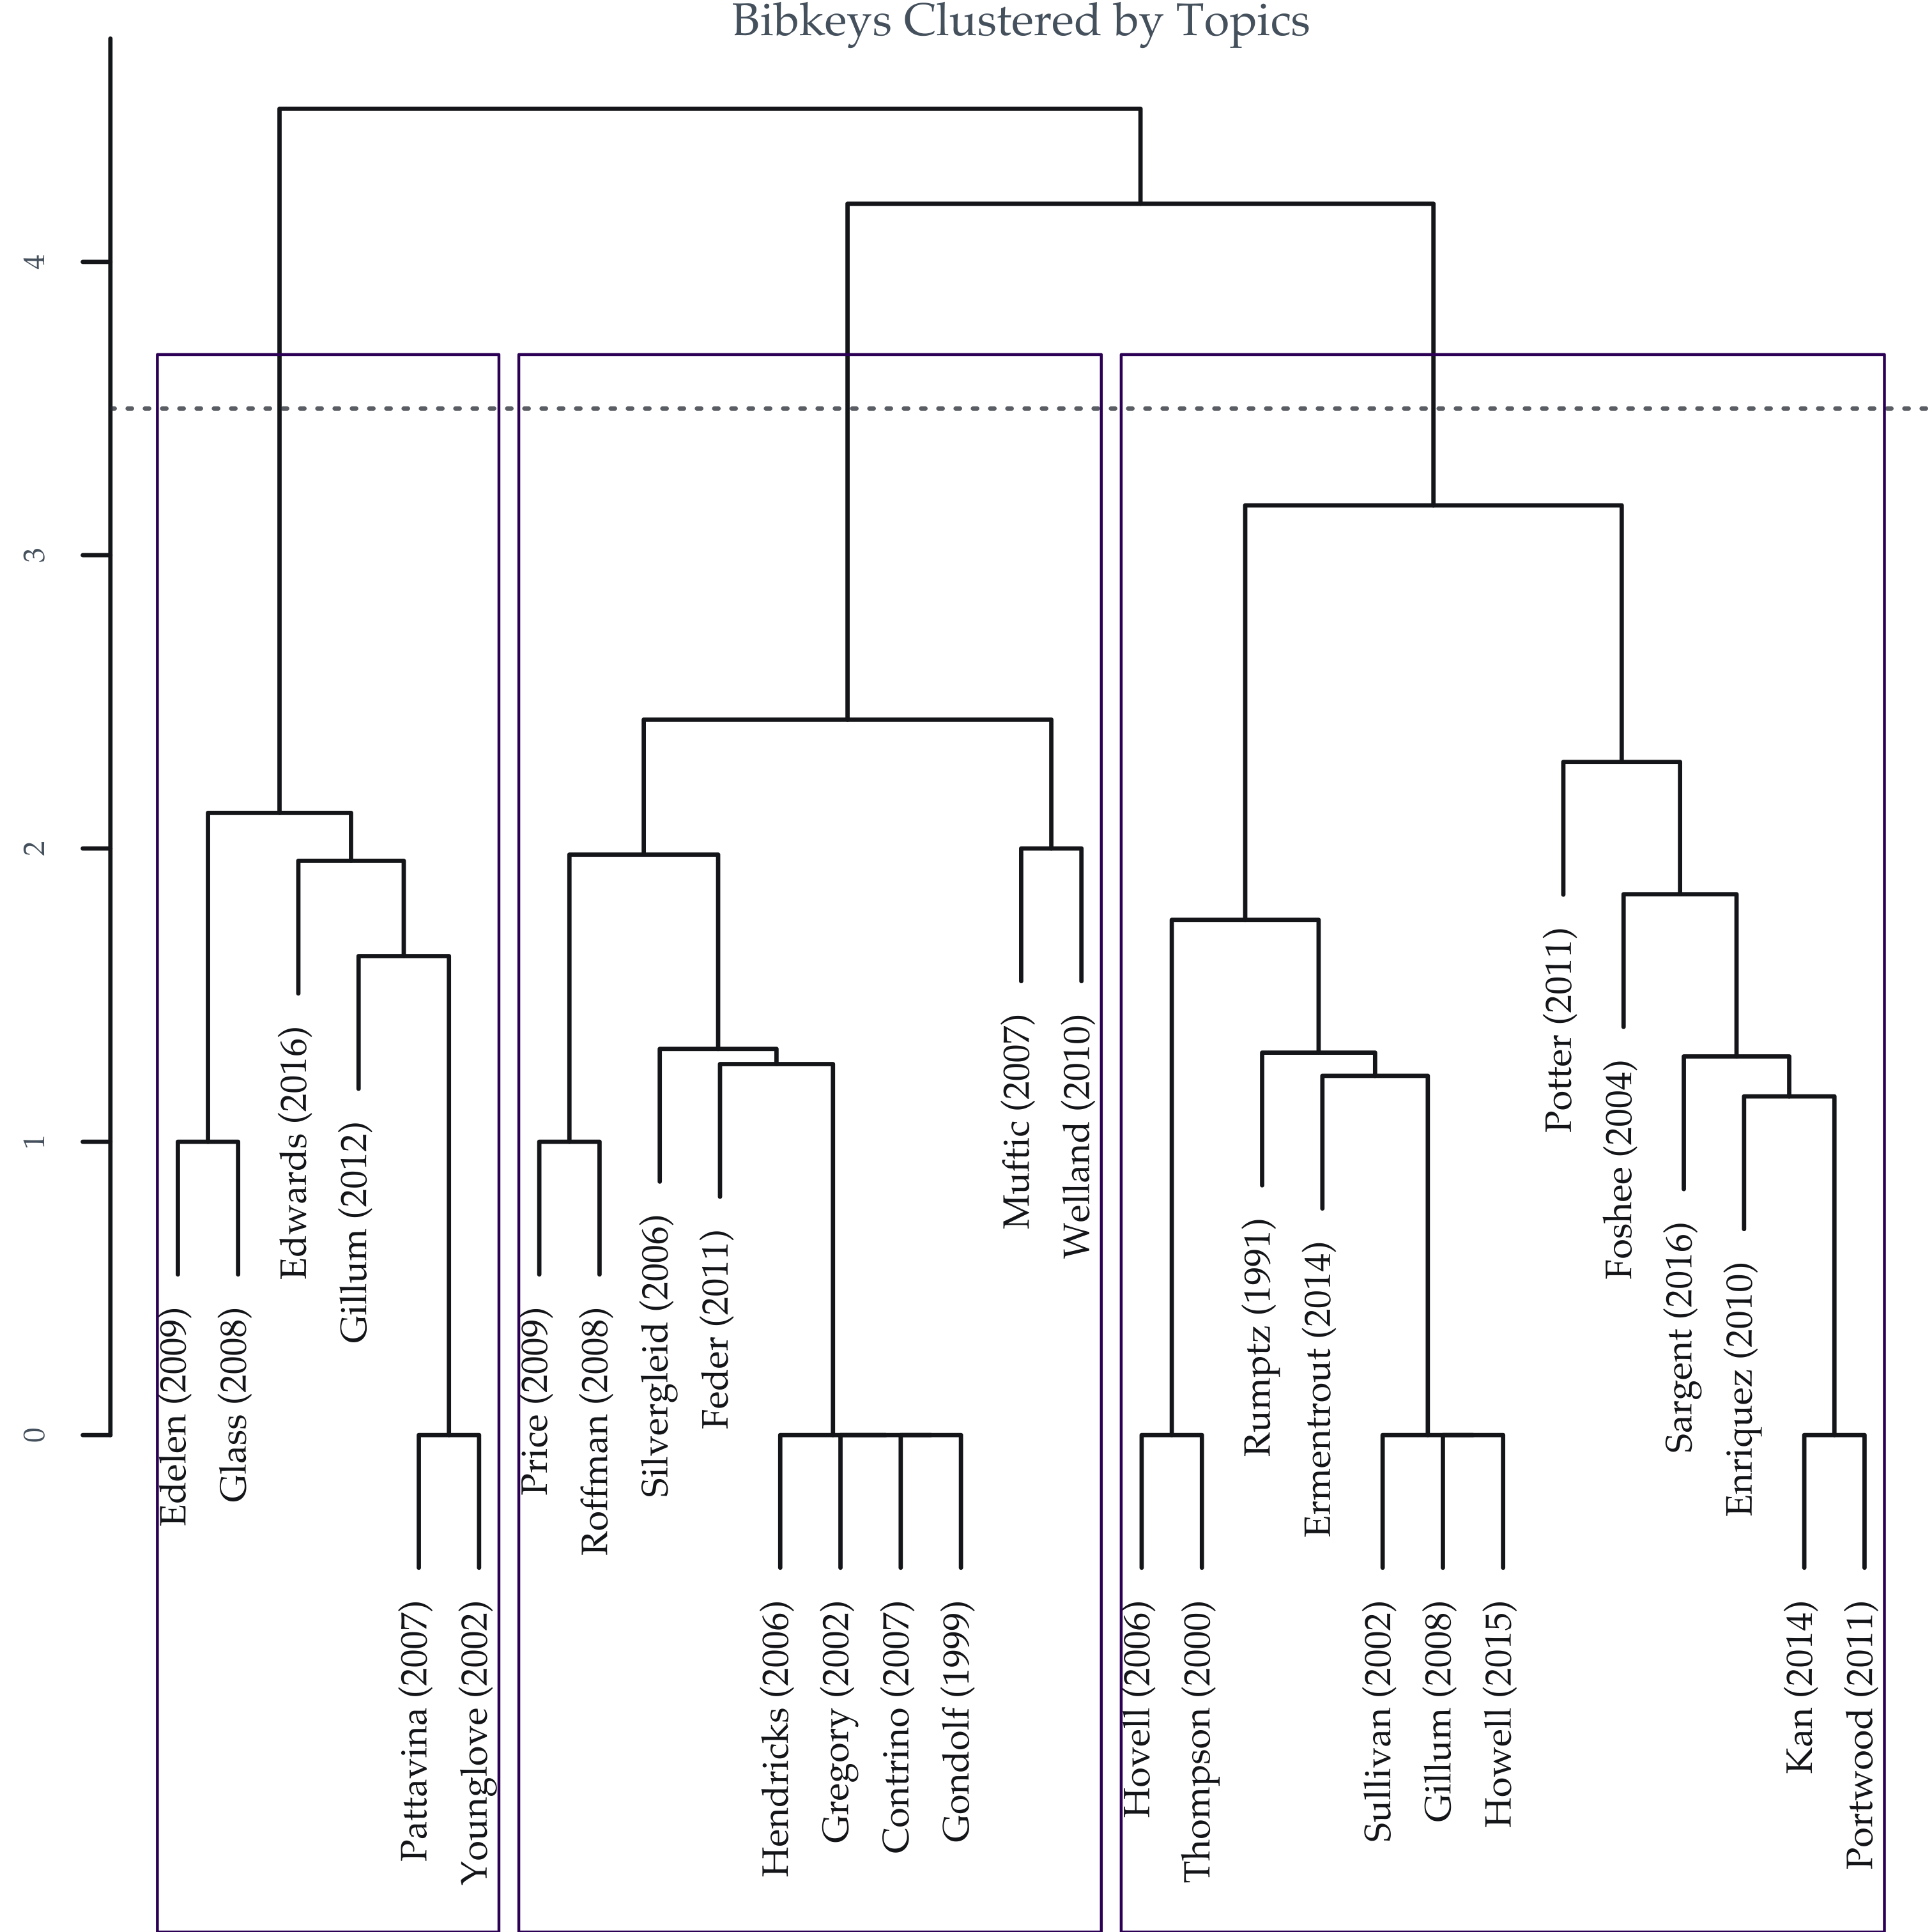 Bibkeys Clustered by Topics
4
3
2
1
0
Edelen (2009)
Glass (2008)
Edwards (2016)
Gillum (2012)
Pattavina (2007)
Younglove (2002)
Price (2009)
Roffman (2008)
Silvergleid (2006)
Feder (2011)
Hendricks (2006)
Gregory (2002)
Contrino (2007)
Gondolf (1999)
Muftic (2007)
Welland (2010)
Hovell (2006)
Thompson (2000)
Rumptz (1991)
Ermentrout (2014)
Sullivan (2002)
Gillum (2008)
Howell (2015)
Potter (2011)
Foshee (2004)
Sargent (2016)
Enriquez (2010)
Kan (2014)
Portwood (2011)